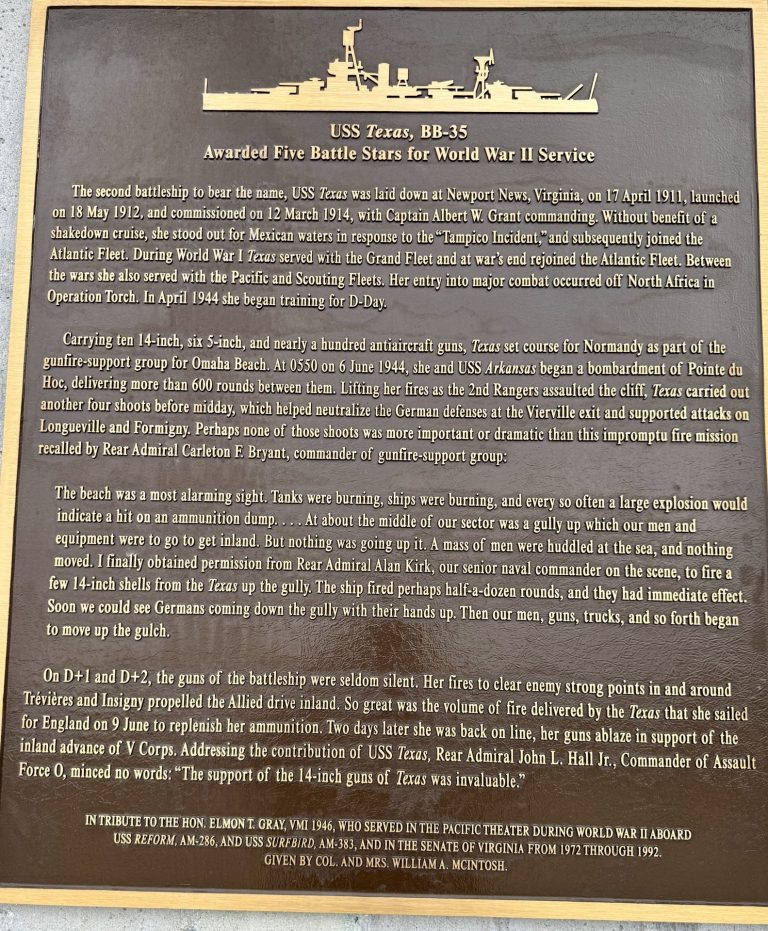 USS Texas, BB-35
Awarded Five Battle Stars for World War II Service
The second battleship to bear the name, USS Texas was laid down at Newport News, Virginia, on 17 April 1911, launched
on 18 May 1912, and commissioned on 12 March 1914, with Captain Albert W. Grant commanding. Without benefit of a
shakedown cruise, she stood out for Mexican waters in response to the “Tampico Incident,” and subsequently joined the
Atlantic Fleet. During World War I Texas served with the Grand Fleet and at war's end rejoined the Atlantic Fleet. Between
the wars she also served with the Pacific and Scouting Fleets. Her entry into major combat occurred off North Africa in
Operation Torch. In April 1944 she began training for D-Day.
Carrying ten 14-inch, six 5-inch, and nearly a hundred antiaircraft guns, Texas set course for Normandy as part of the
gunfire-support group for Omaha Beach. At 0550 on 6 June 1944, she and USS Arkansas began a bombardment of Pointe du
Hoc, delivering more than 600 rounds between them. Lifting her fires as the 2nd Rangers assaulted the cliff, Texas carried out
another four shoots before midday, which helped neutralize the German defenses at the Vierville exit and supported attacks on
Longueville and Formigny. Perhaps none of those shoots was more important or dramatic than this impromptu fire mission
recalled by Rear Admiral Carleton F. Bryant, commander of gunfire-support group:
The beach was a most alarming sight. Tanks were burning, ships were burning, and every so often a large explosion would
indicate a hit on an ammunition dump. . . . At about the middle of our sector was a gully up which our men and
equipment were to go to get inland. But nothing was going up it. A mass of men were huddled at the sea, and nothing
moved. I finally obtained permission from Rear Admiral Alan Kirk, our senior naval commander on the scene, to fire a
few 14-inch shells from the Texas up the gully. The ship fired perhaps half-a-dozen rounds, and they had immediate effect.
Soon we could see Germans coming down the gully with their hands up. Then our men, guns, trucks, and so forth began
to move up the gulch.
On D+1 and D+2, the guns of the battleship were seldom silent. Her fires to clear enemy strong points in and around
Trévières and Insigny propelled the Allied drive inland. So great was the volume of fire delivered by the Texas that she sailed
for England on 9 June to replenish her ammunition. Two days later she was back on line, her guns ablaze in support of the
inland advance of V Corps. Addressing the contribution of USS Texas, Rear Admiral John L. Hall Jr., Commander of Assault
Force O, minced no words: “The support of the 14-inch guns of Texas was invaluable.”
IN TRIBUTE TO THE HON. ELMON T. GRAY, VMI 1946, WHO SERVED IN THE PACIFIC THEATER DURING WORLD WAR II ABOARD
USS REFORM, AM-286, AND USS SURFBIRD, AM-383, AND IN THE SENATE OF VIRGINIA FROM 1972 THROUGH 1992.
GIVEN BY COL. AND MRS. WILLIAM A. MCINTOSH.